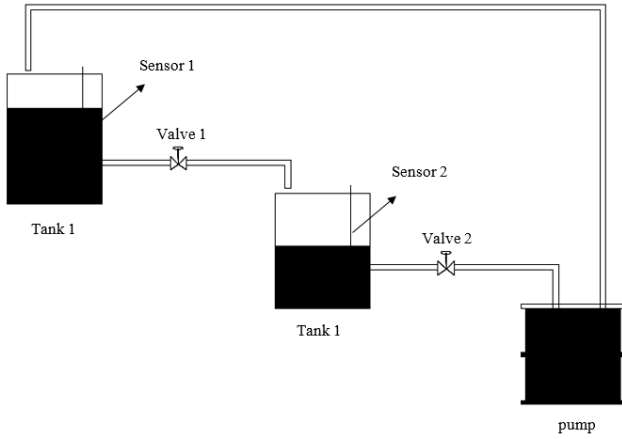 Sensor 1
Valve 1
Tank 1
Sensor 2
Valve 2
Tank 1
pump